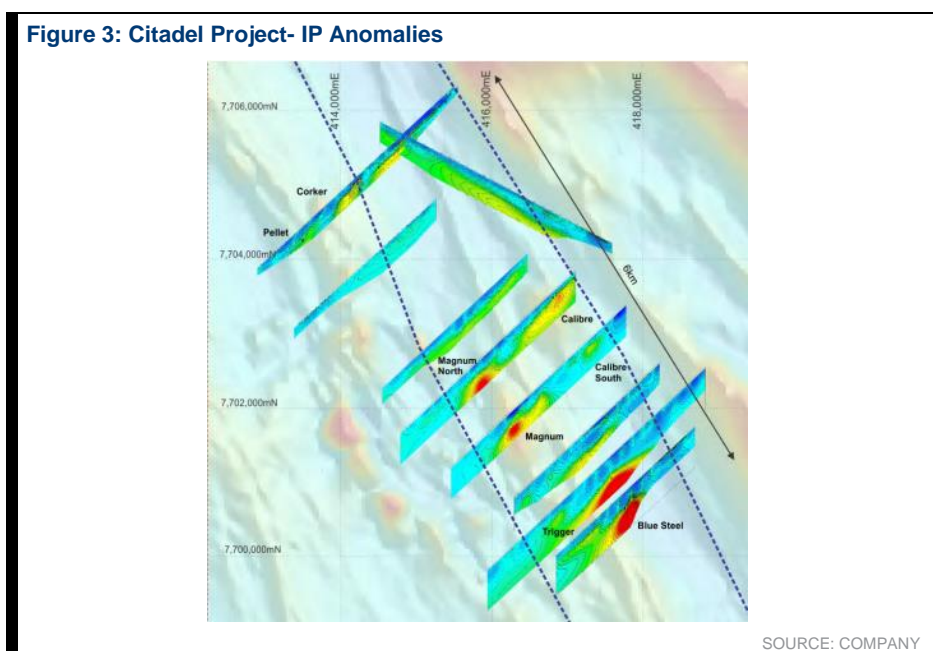 Figure 3: Citadel Project- IP Anomalies
414,000mE
416,000mE
418,000mE
7,706,000mN
Corker
Pellet
7,704,000mN
6km
Calibre
Magnum
North
Calibre
South
7,702,000mN
Magnum
Trigger
Blue Steel
7,700,000mN
SOURCE: COMPANY